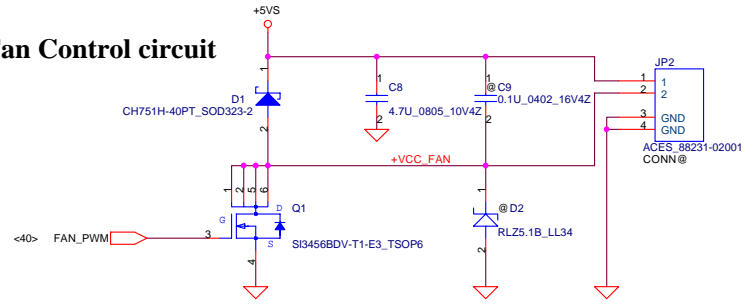 +5VS
Fan Control circuit
JP2
1
1
1
@ C9
1
1
D1
C8
2
2
CH751H-40PT_SOD323-2
4.7U_0805_10V4Z
0.1U_0402_16V4Z
2
2
2
3
GND
4
GND
ACES_88231-02001
CONN@
+VCC_FAN
1
2
5
6
1
D
Q1
@ D2
G
<40> FAN_PWM
3
RLZ5.1B_LL34
S
SI3456BDV-T1-E3_TSOP6
4
2